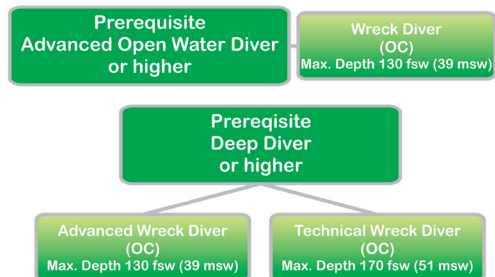 Prerequisite
Advanced Open Water Diver
or higher
Wreck Diver
(OC)
Max. Depth 130 fsw (39 msw)
Prereqisite
Deep Diver
or higher
Advanced Wreck Diver
(OC)
Max. Depth 130 fsw (39 msw)
Technical Wreck Diver
(OC)
Max. Depth 170 fsw (51 msw)